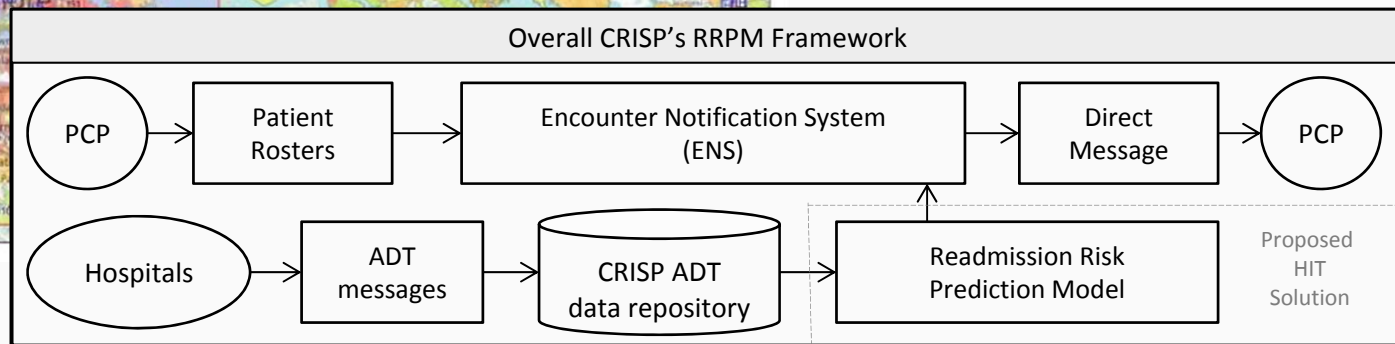 Overall CRISP's RRPM Framework
PCP
Patient
Rosters
Encounter Notification System
(ENS)
Direct
Message
PCP
Hospitals
ADT
messages
CRISP ADT
data repository
Readmission Risk
Prediction Model
Proposed
HIT
Solution